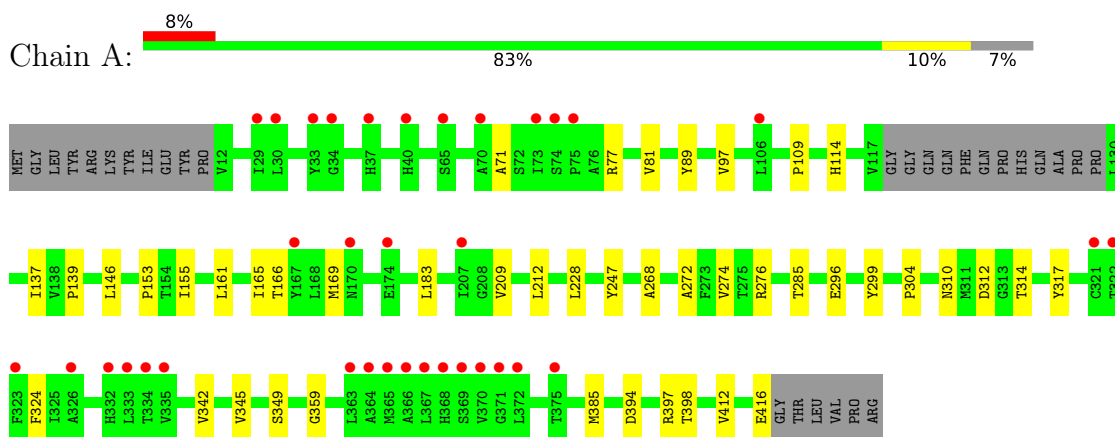 8%
Chain A:
83% 10% 7%
MET GLY LEU TYR ARG LYS TYR ILE GLU TYR PRO V12 I29 L30 Y33 G34 H37 H40 S65 A70 A71 S72 I73 S74 P75 A76 R77 V81 Y89 V97 L106 P109 H114 V117 GLY GLY GLN GLN PHE GLN PRO HIS GLN ALA PRO PRO L130
I137 V138 P139 L146 P153 T154 I155 L161 I165 T166 Y167 L168 M169 N170 E174 L183 I207 G208 V209 L212 L228 Y247 A268 A272 F273 V274 T275 R276 T285 E296 Y299 P304 N310 M311 D312 G313 T314 Y317 C321 T322
F323 F324 I325 A326 H332 L333 T334 V335 V342 V345 S349 G359 L363 A364 M365 A366 L367 H368 S369 V370 G371 L372 T375 M385 D394 R397 T398 V412 E416 GLY THR LEU VAL PRO ARG